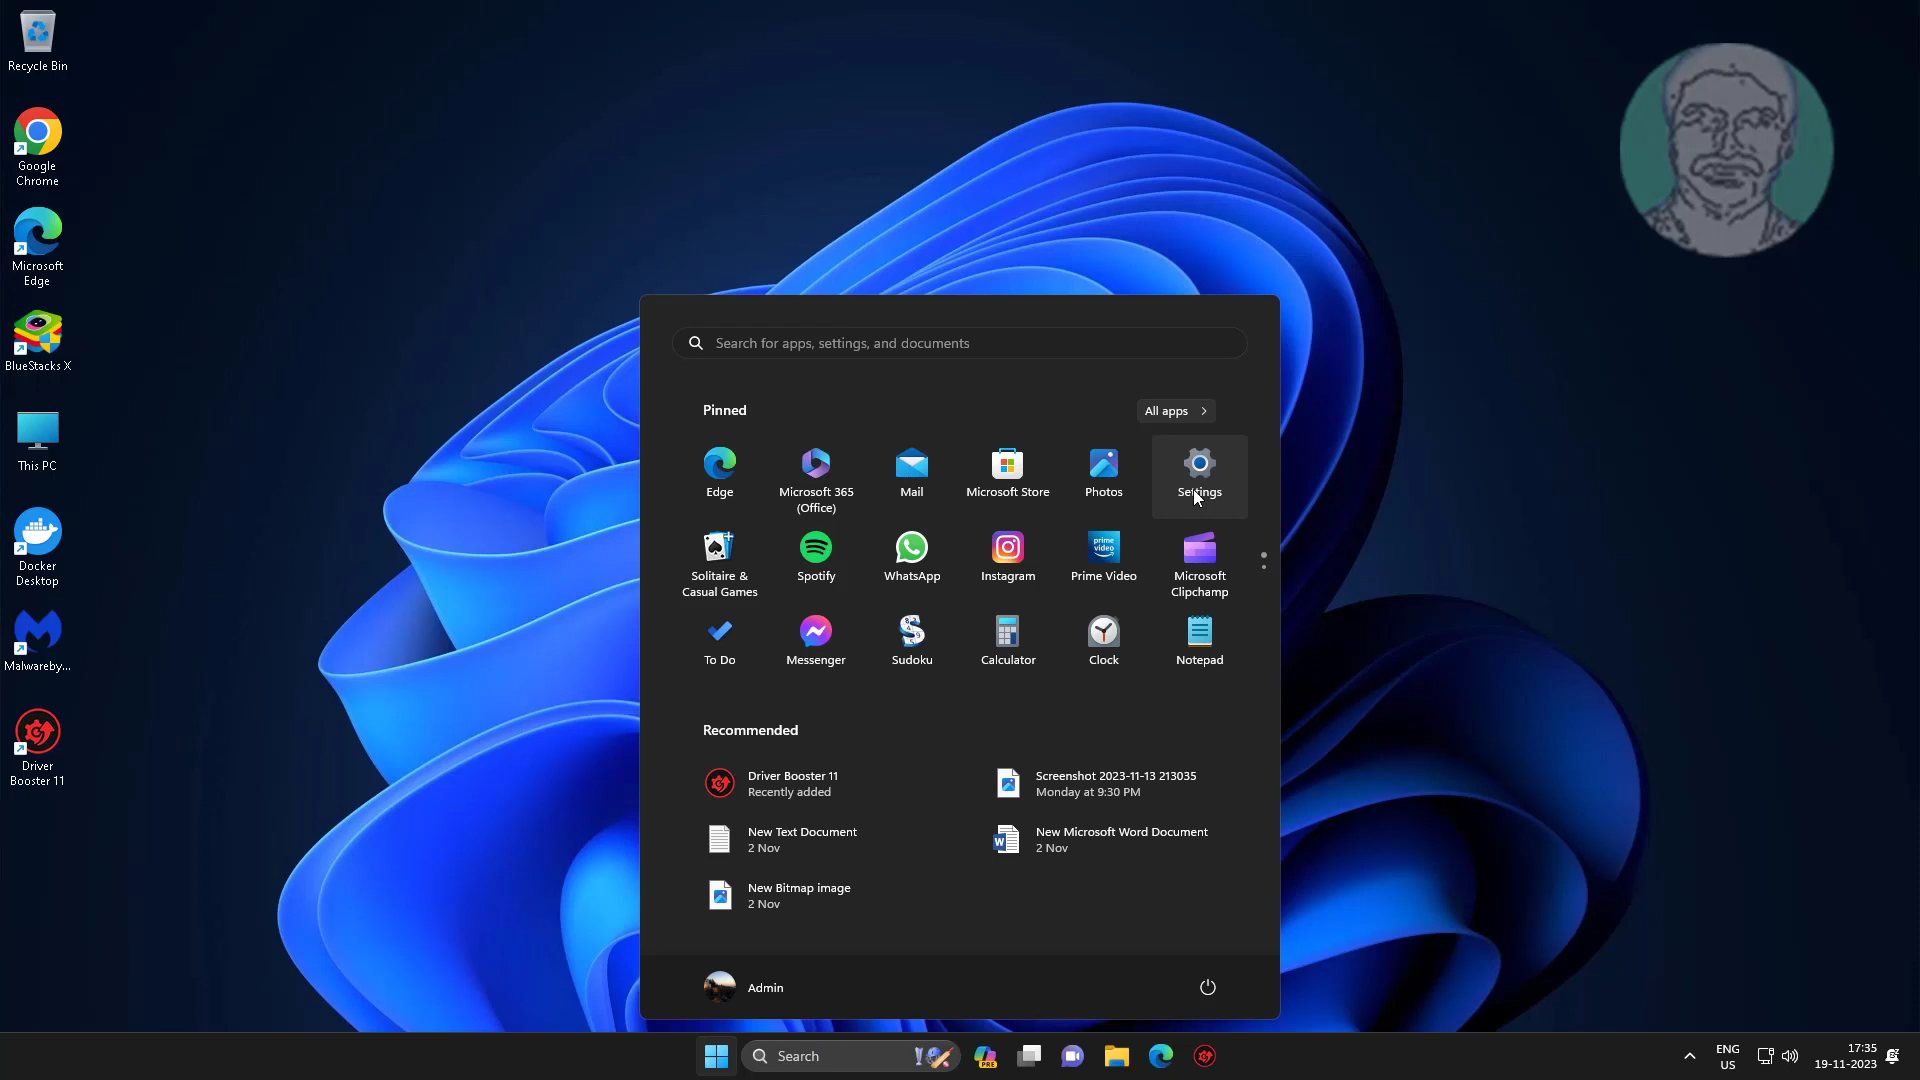 Recycle Bin
Google
Chrome
Microsoft
Edge
BlueStacks X
This PC
Docker
Desktop
Malwareby...
Driver
Booster 11
Search for apps, settings, and documents
Pinned
All apps
Edge
Microsoft 365
(Office)
Mail
Microsoft Store
Photos
Settings
Solitaire &
Casual Games
Spotify
WhatsApp
Instagram
prime
video
Prime Video
Microsoft
Clipchamp
To Do
Messenger
Sudoku
Calculator
Clock
Notepad
Recommended
Driver Booster 11
Recently added
Screenshot 2023-11-13 213035
Monday at 9:30 PM
New Text Document
2 Nov
W
New Microsoft Word Document
2 Nov
New Bitmap image
2 Nov
Admin
Search
PRE
ENG
US
17:35
19-11-2023